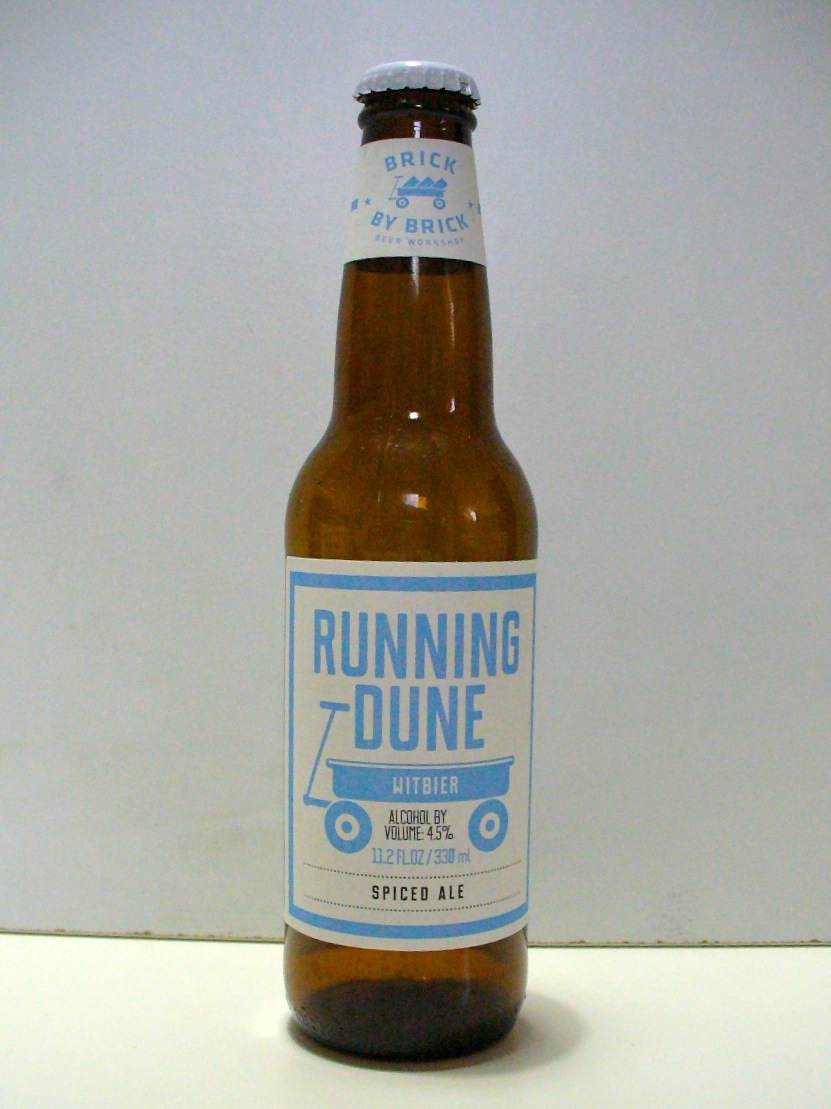 BRICK
BY BRICK
BEER WORKSHOP
RUNNING
DUNE
WITBIER
ALCOHOL BY
VOLUME: 4.5%
11.2 FL.OZ / 330 ml
SPICED ALE